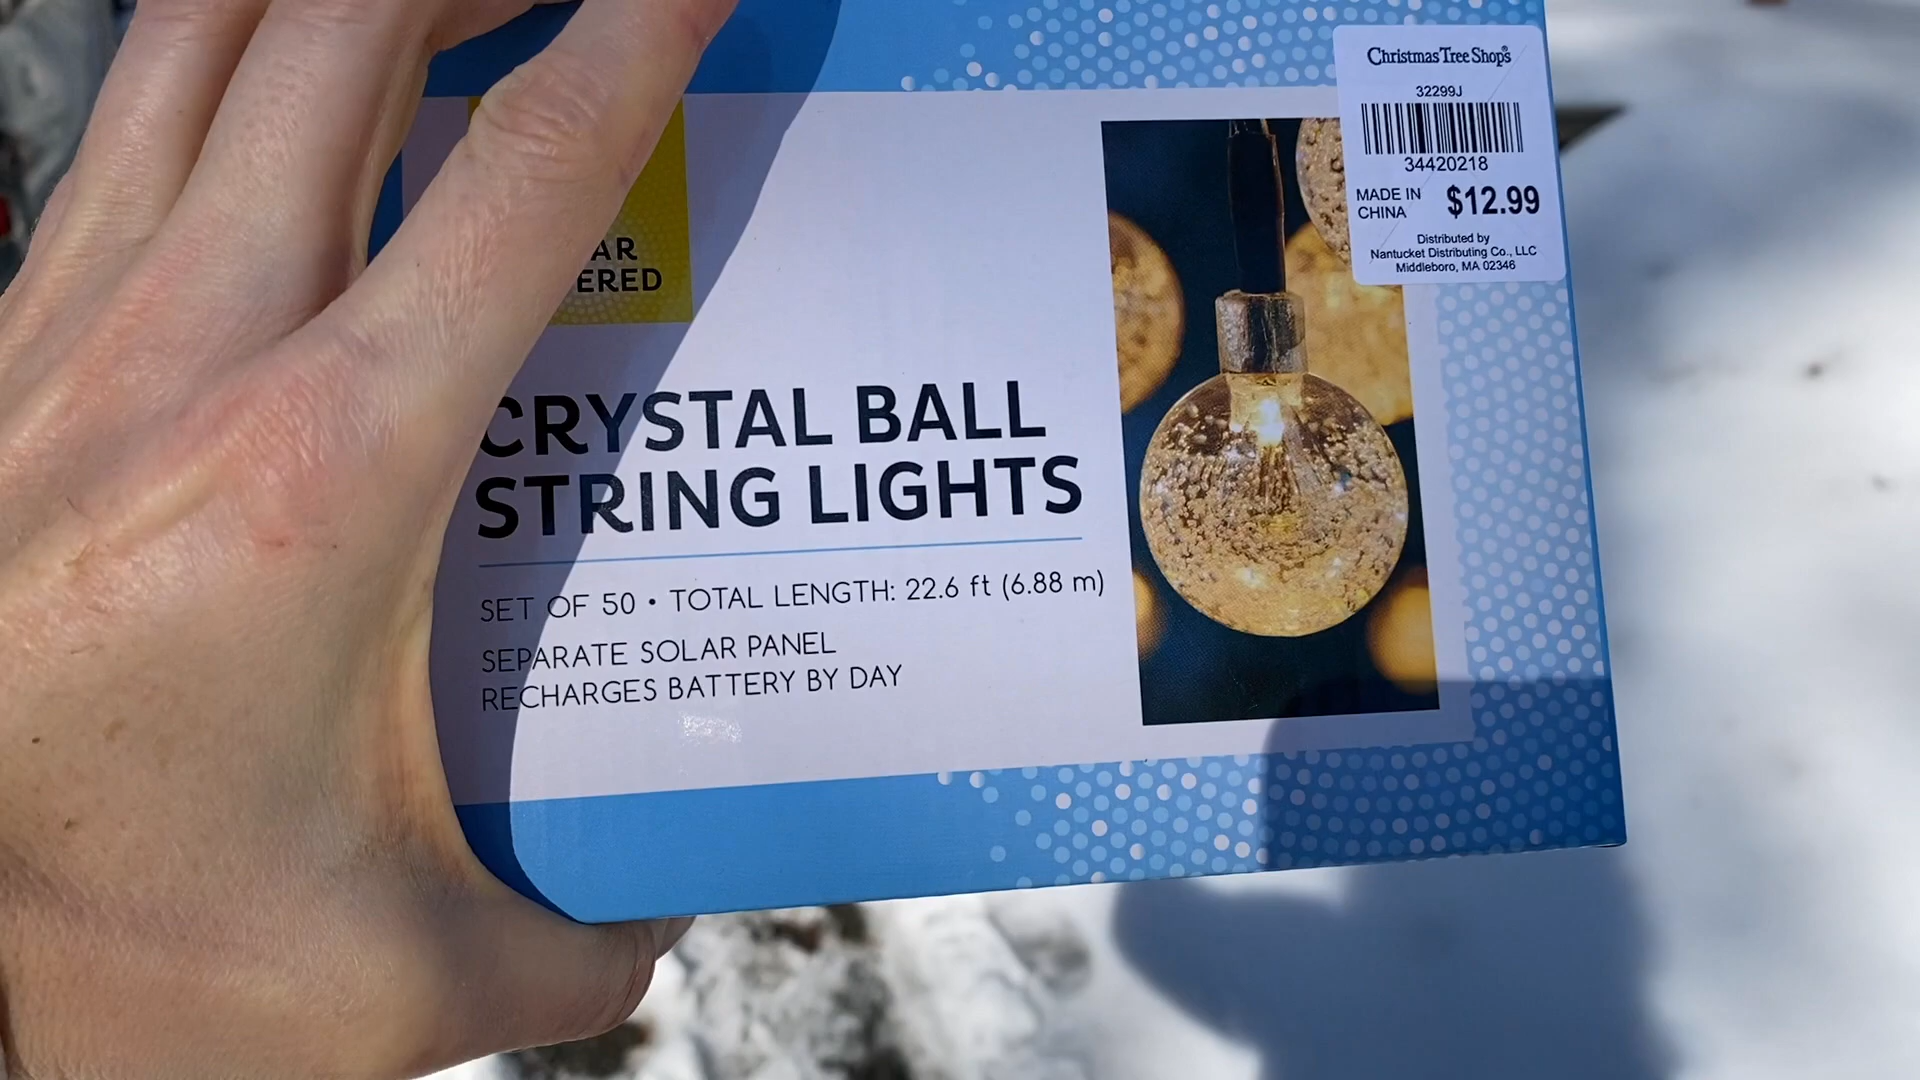 Christmas Tree Shops®
32299J
34420218
MADE IN
CHINA
$12.99
Distributed by
Nantucket Distributing Co., LLC
Middleboro, MA 02346
AR
ERED
CRYSTAL BALL
STRING LIGHTS
SET OF 50 • TOTAL LENGTH: 22.6 ft (6.88 m)
SEPARATE SOLAR PANEL
RECHARGES BATTERY BY DAY